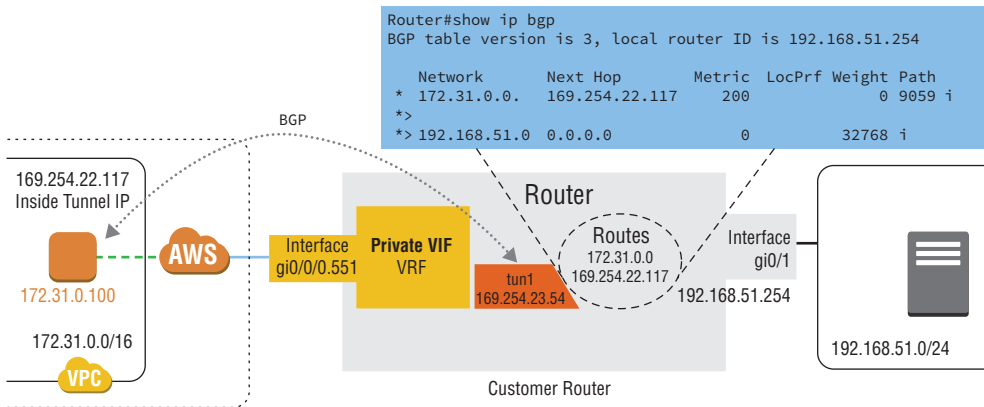 Router#show ip bgp
BGP table version is 3, local router ID is 192.168.51.254
Network Next Hop Metric LocPrf Weight Path
* 172.31.0.0. 169.254.22.117 200 0 9059 i
*>
*> 192.168.51.0 0.0.0.0 0 32768 i
BGP
169.254.22.117
Inside Tunnel IP
172.31.0.100
172.31.0.0/16
VPC
AWS
Interface
gi0/0/0.551
Private VIF
VRF
Router
tun1
169.254.23.54
Routes
172.31.0.0
169.254.22.117
Interface
gi0/1
192.168.51.254
192.168.51.0/24
Customer Router